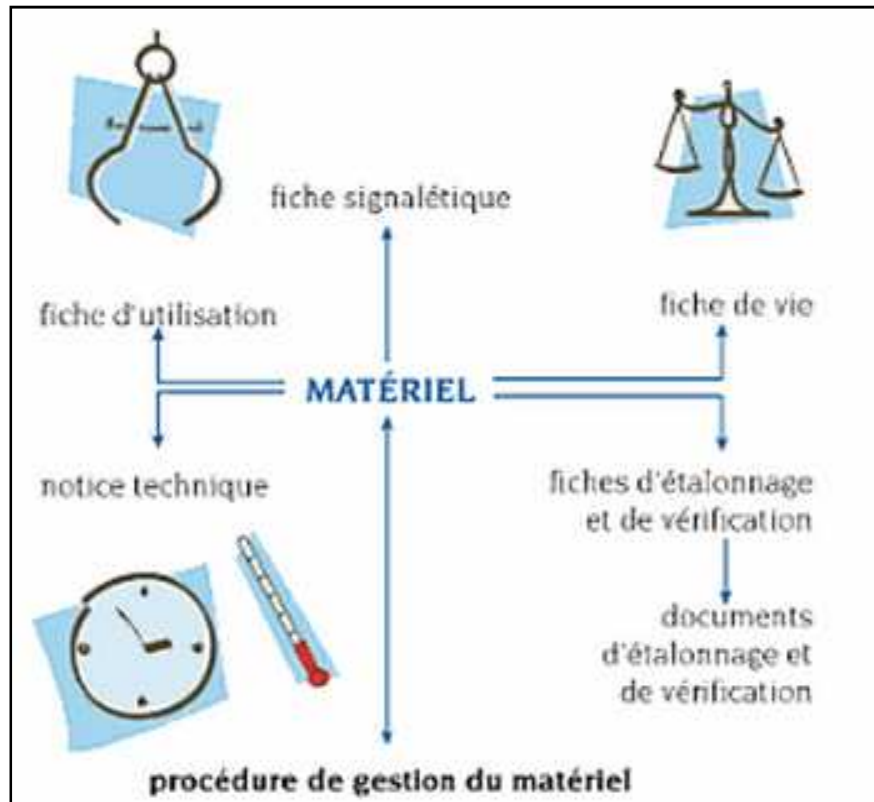 fiche signalétique
fiche d'utilisation
fiche de vie
MATÉRIEL
notice technique
fiches d'étalonnage
et de vérification
documents
d'étalonnage et
de vérification
procédure de gestion du matériel